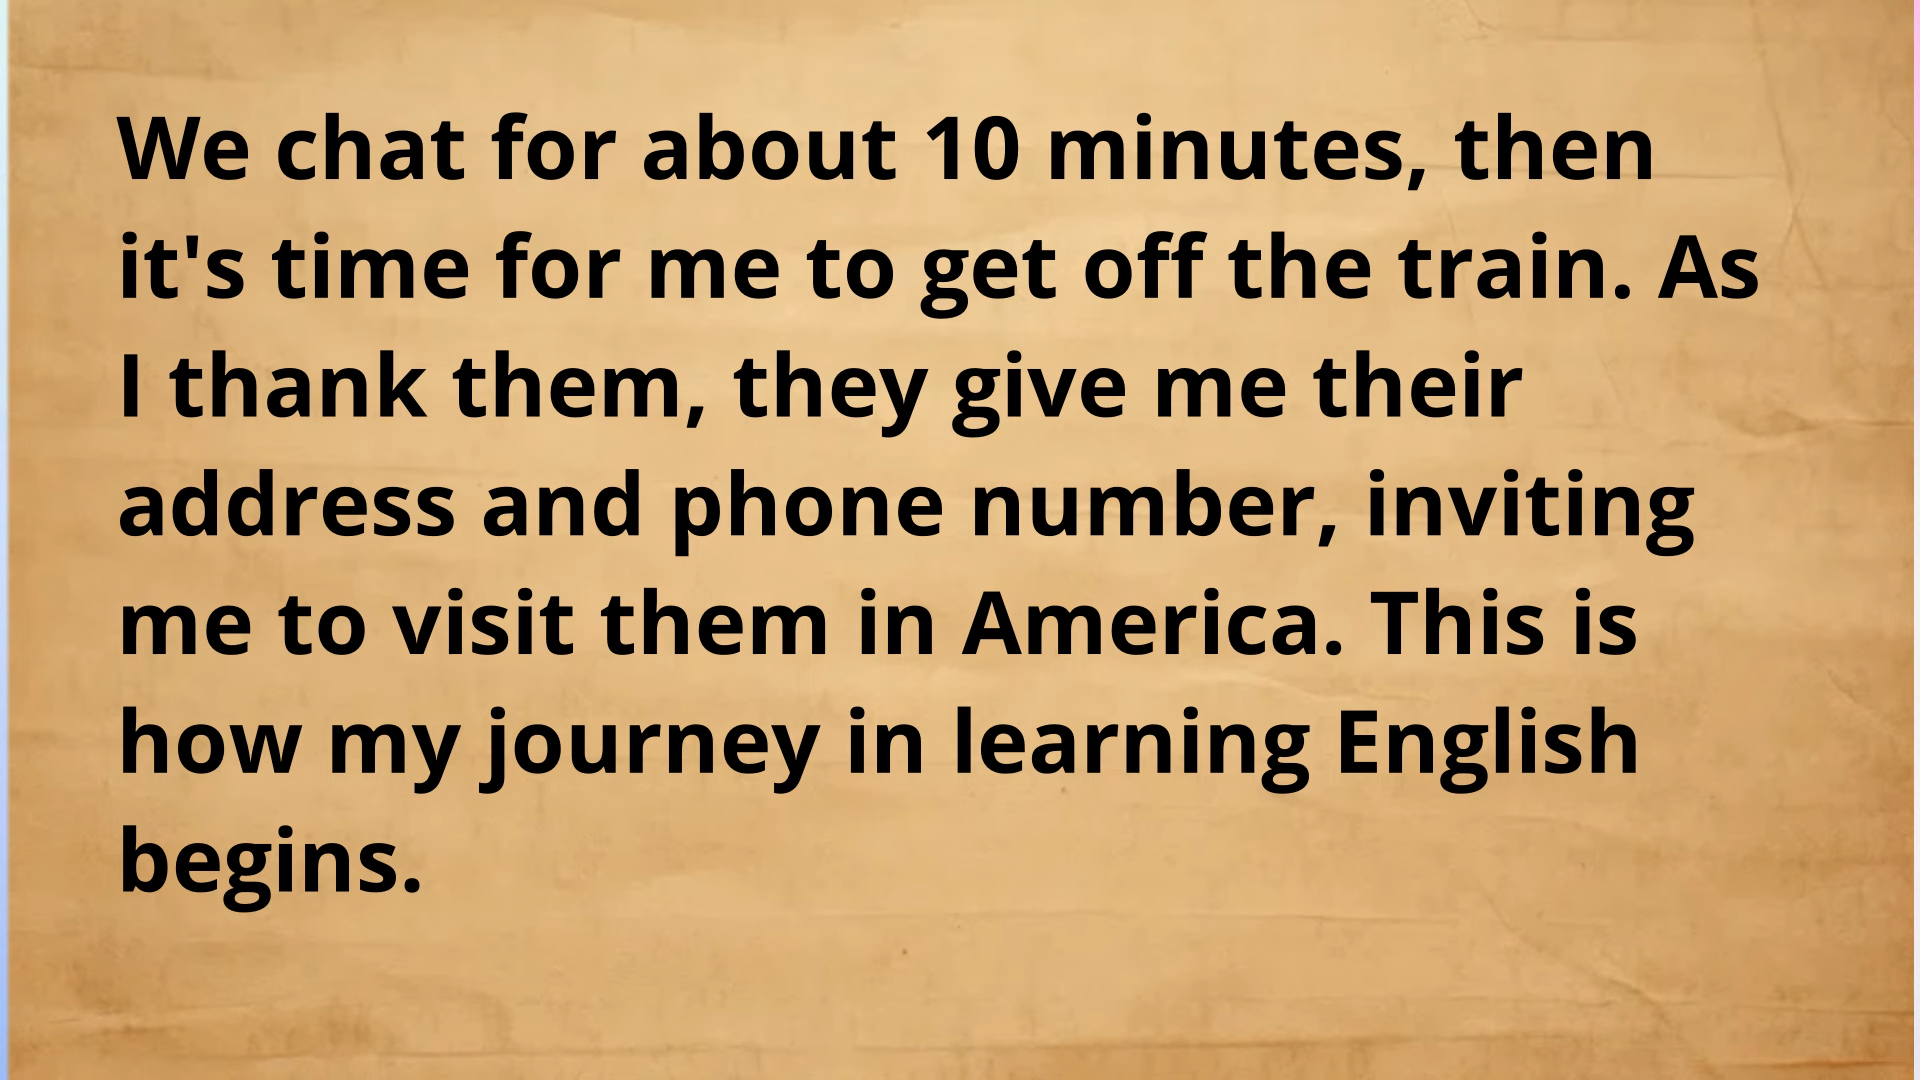 We chat for about 10 minutes, then
it's time for me to get off the train. As
I thank them, they give me their
address and phone number, inviting
me to visit them in America. This is
how my journey in learning English
begins.